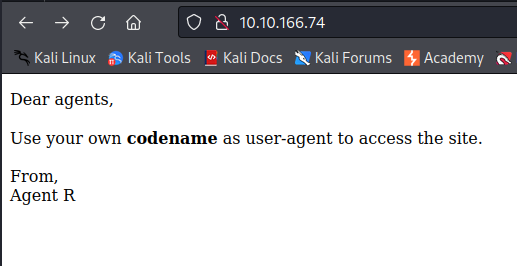 10.10.166.74
Kali Linux Kali Tools Kali Docs Kali Forums Academy
Dear agents,
Use your own codename as user-agent to access the site.
From,
Agent R